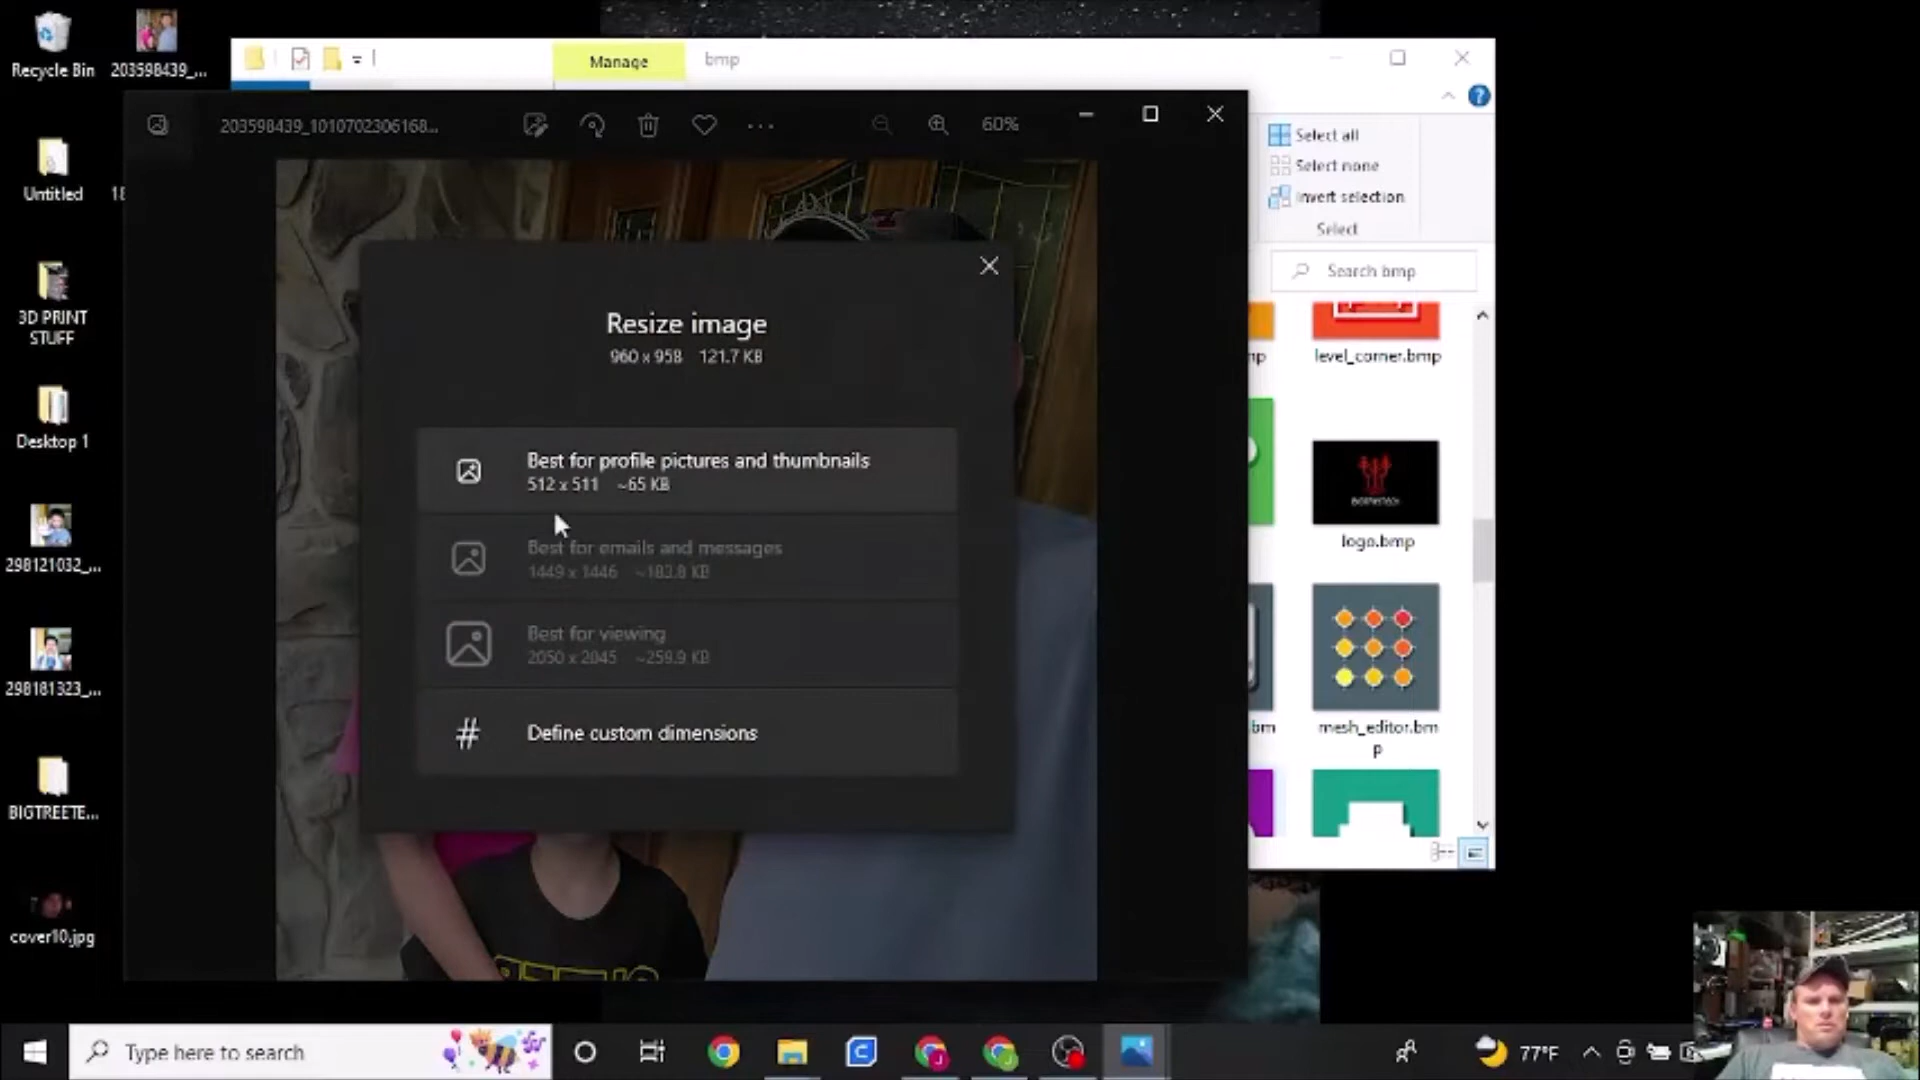 Recycle Bin
203598439_...
Manage
bmp
203598439_1010702306168...
60%
Select all
Select none
Invert selection
Select
Untitled
18
Search bmp
Resize image
960 x 958 121.7 KB
level_corner.bmp
3D PRINT
STUFF
Best for profile pictures and thumbnails
512 x 511 ~65 KB
Desktop 1
BIGTREETECH
logo.bmp
298121032_...
Best for emails and messages
1449 x 1446 ~183.8 KB
Best for viewing
2050 x 2045 ~259.9 KB
298181323_...
Define custom dimensions
bm
mesh_editor.bm
p
BIGTREETE...
cover10.jpg
Type here to search
77°F